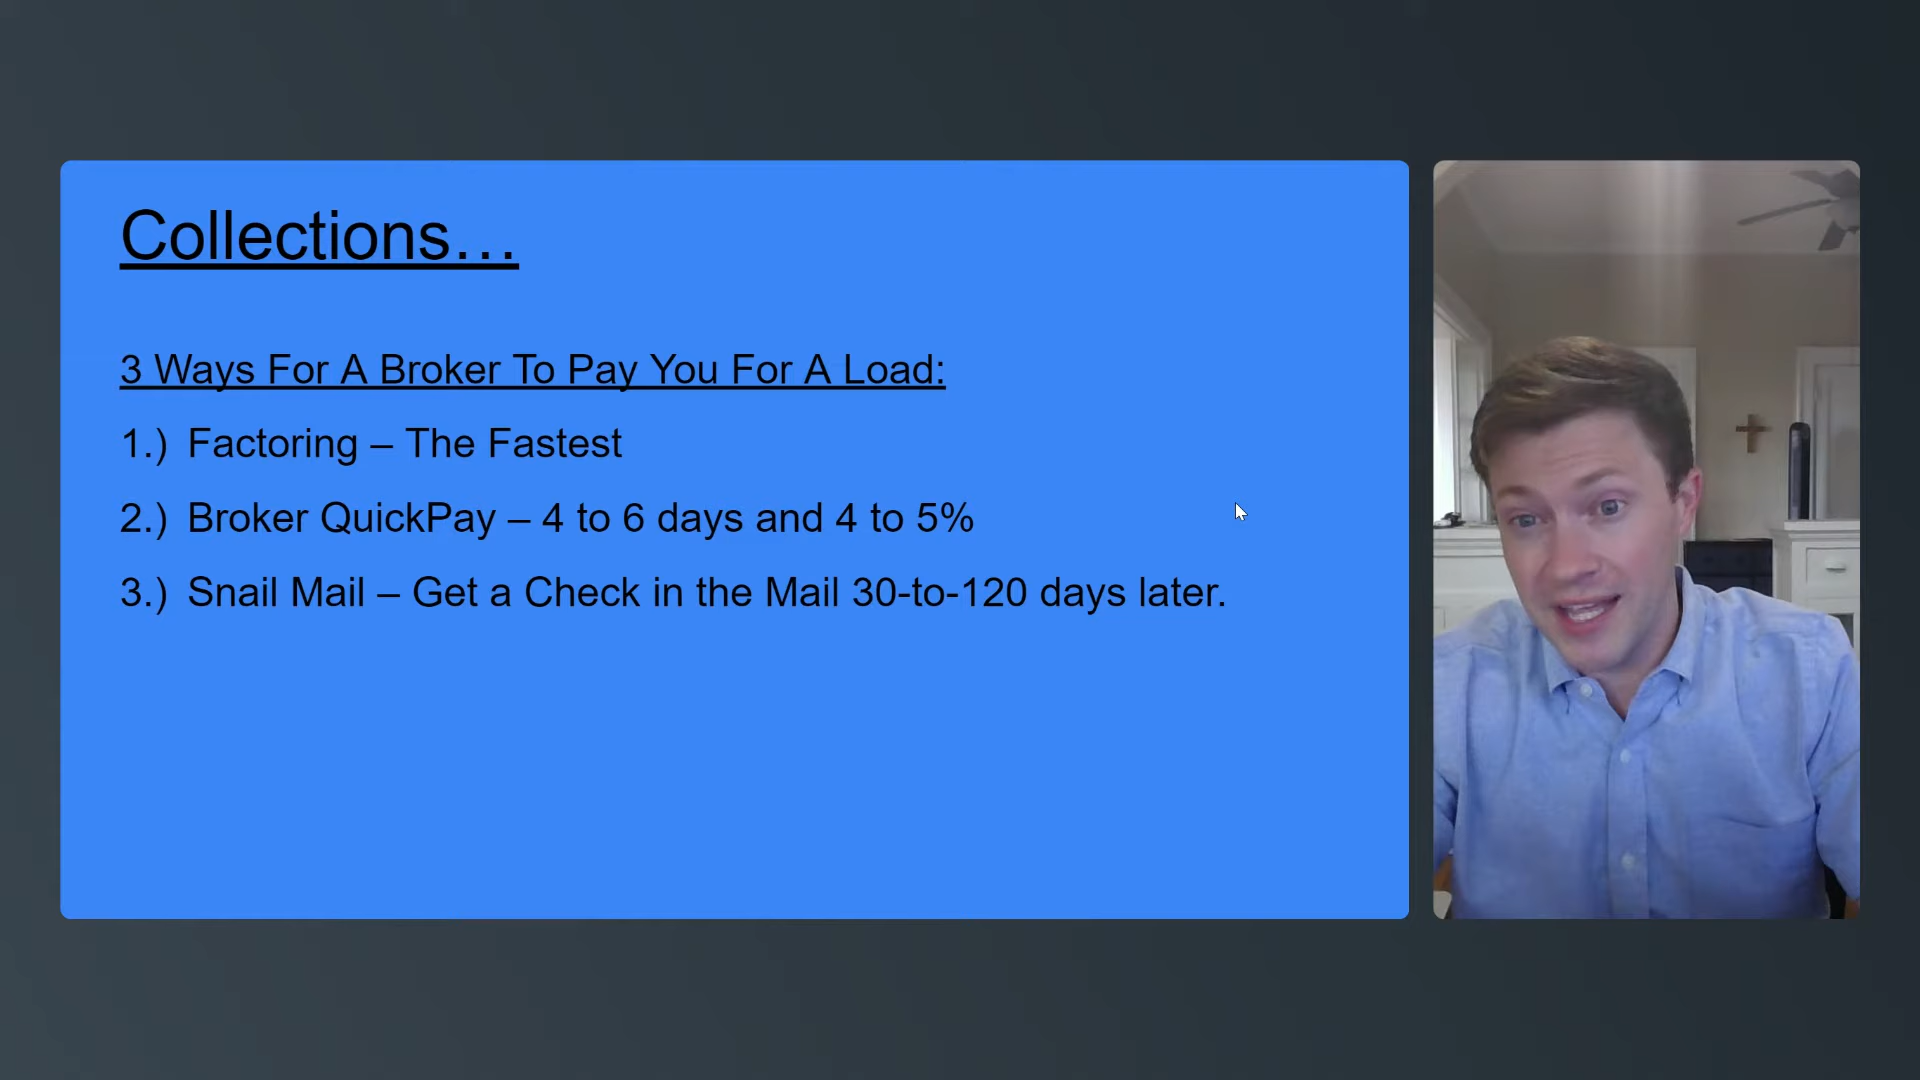 Collections…
3 Ways For A Broker To Pay You For A Load:
1.) Factoring – The Fastest
2.) Broker QuickPay – 4 to 6 days and 4 to 5%
3.) Snail Mail – Get a Check in the Mail 30-to-120 days later.